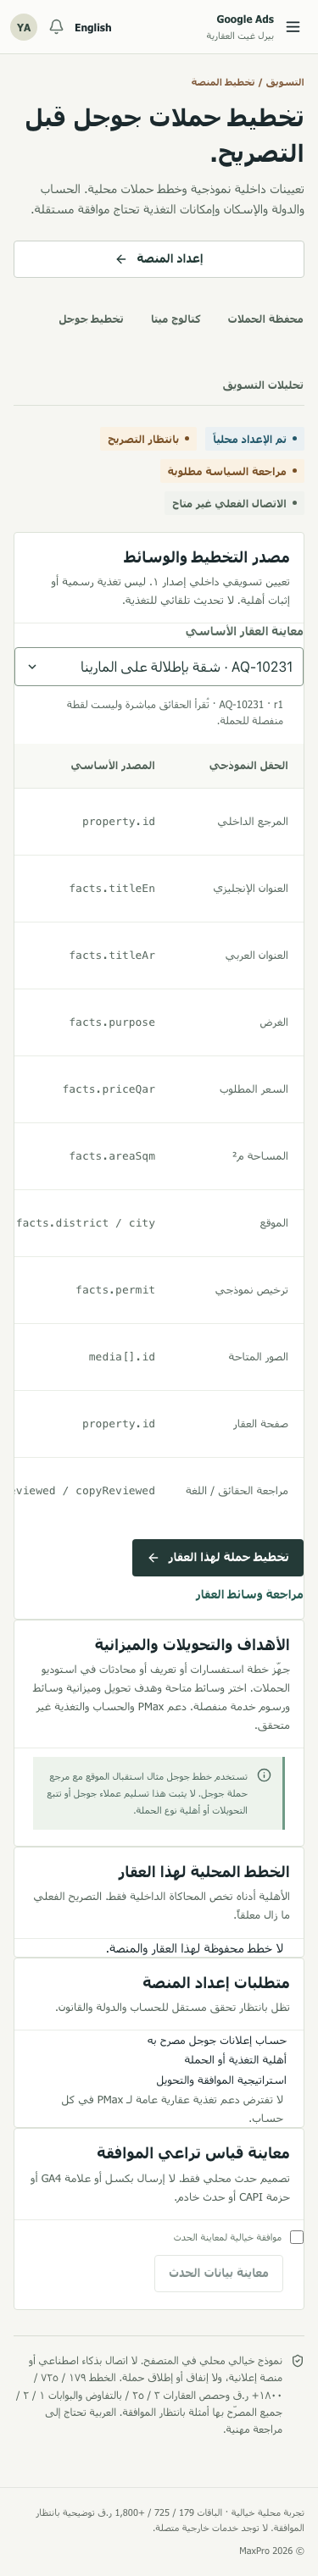 Google Ads
بيرل غيث العقارية
English
YA
التسويق / تخطيط المنصة
تخطيط حملات جوجل قبل
التصريح.
تعيينات داخلية نموذجية وخطط حملات محلية. الحساب
والدولة والإسكان وإمكانات التغذية تحتاج موافقة مستقلة.
إعداد المنصة
محفظة الحملات
كتالوج ميتا
تخطيط جوجل
تحليلات التسويق
تم الإعداد محلياً
بانتظار التصريح
مراجعة السياسة مطلوبة
الاتصال الفعلي غير متاح
مصدر التخطيط والوسائط
تعيين تسويقي داخلي إصدار ١. ليس تغذية رسمية أو
إثبات أهلية. لا تحديث تلقائي للتغذية.
معاينة العقار الأساسي
AQ-10231 · شقة بإطلالة على المارينا
AQ-10231 · r1 · تُقرأ الحقائق مباشرة وليست لقطة
منفصلة للحملة.
الحقل النموذجي
المصدر الأساسي
المرجع الداخلي
property.id
العنوان الإنجليزي
facts.titleEn
العنوان العربي
facts.titleAr
الغرض
facts.purpose
السعر المطلوب
facts.priceQar
المساحة م²
facts.areaSqm
الموقع
facts.district / city
ترخيص نموذجي
facts.permit
الصور المتاحة
media[].id
صفحة العقار
property.id
مراجعة الحقائق / اللغة
eviewed / copyReviewed
تخطيط حملة لهذا العقار
مراجعة وسائط العقار
الأهداف والتحويلات والميزانية
جهّز خطة استفسارات أو تعريف أو محادثات في استوديو
الحملات. اختر وسائط متاحة وهدف تحويل وميزانية وسائط
ورسوم خدمة منفصلة. دعم PMax والحساب والتغذية غير
متحقق.
تستخدم خطط جوجل مثال استقبال الموقع مع مرجع
حملة جوجل. لا يثبت هذا تسليم عملاء جوجل أو تتبع
التحويلات أو أهلية نوع الحملة.
الخطط المحلية لهذا العقار
الأهلية أدناه تخص المحاكاة الداخلية فقط. التصريح الفعلي
ما زال معلقاً.
لا خطط محفوظة لهذا العقار والمنصة.
متطلبات إعداد المنصة
تظل بانتظار تحقق مستقل للحساب والدولة والقانون.
حساب إعلانات جوجل مصرح به
أهلية التغذية أو الحملة
استراتيجية الموافقة والتحويل
لا تفترض دعم تغذية عقارية عامة لـ PMax في كل
حساب.
معاينة قياس تراعي الموافقة
تصميم حدث محلي فقط. لا إرسال بكسل أو علامة GA4 أو
حزمة CAPI أو حدث خادم.
موافقة خيالية لمعاينة الحدث
معاينة بيانات الحدث
نموذج خيالي محلي في المتصفح. لا اتصال بذكاء اصطناعي أو
منصة إعلانية، ولا إنفاق أو إطلاق حملة. الخطط ١٧٩ / ٧٢٥ /
١٨٠٠+ ر.ق وحصص العقارات ٣ / ٢٥ / بالتفاوض والبوابات ١ / ٢ /
جميع المصرّح بها أمثلة بانتظار الموافقة. العربية تحتاج إلى
مراجعة مهنية.
تجربة محلية خيالية · الباقات 179 / 725 / +1,800 ر.ق توضيحية بانتظار
الموافقة. لا توجد خدمات خارجية متصلة.
© 2026 MaxPro